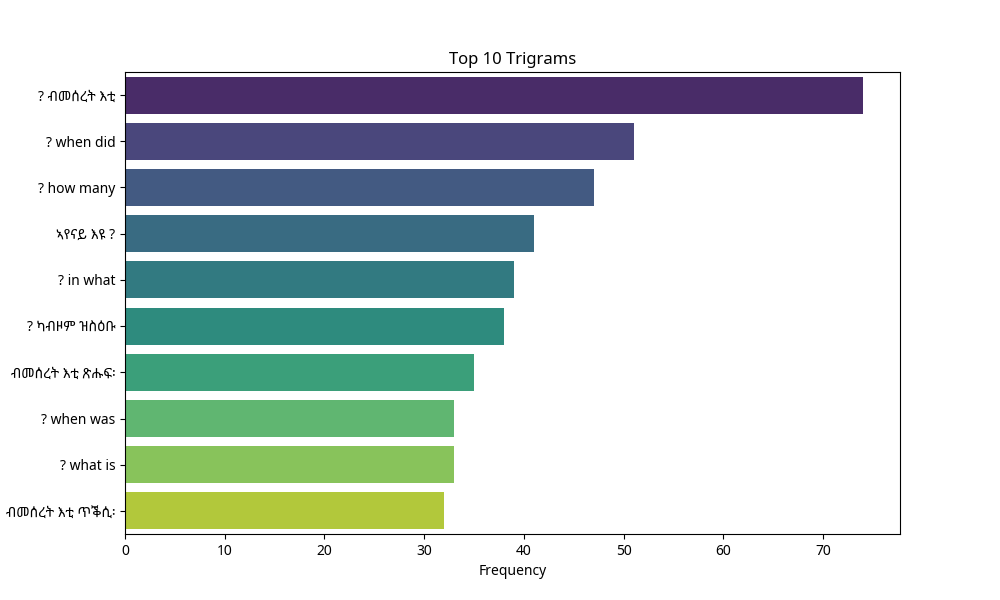 Top 10 Trigrams
? ብመሰረት እቲ
? when did
? how many
ኣየናይ እዩ ?
? in what
? ካብዞም ዝስዕቡ
ብመሰረት እቲ ጽሑፍ፡
? when was
? what is
ብመሰረት እቲ ጥቕሲ፡
0 10 20 30 40 50 60 70
Frequency